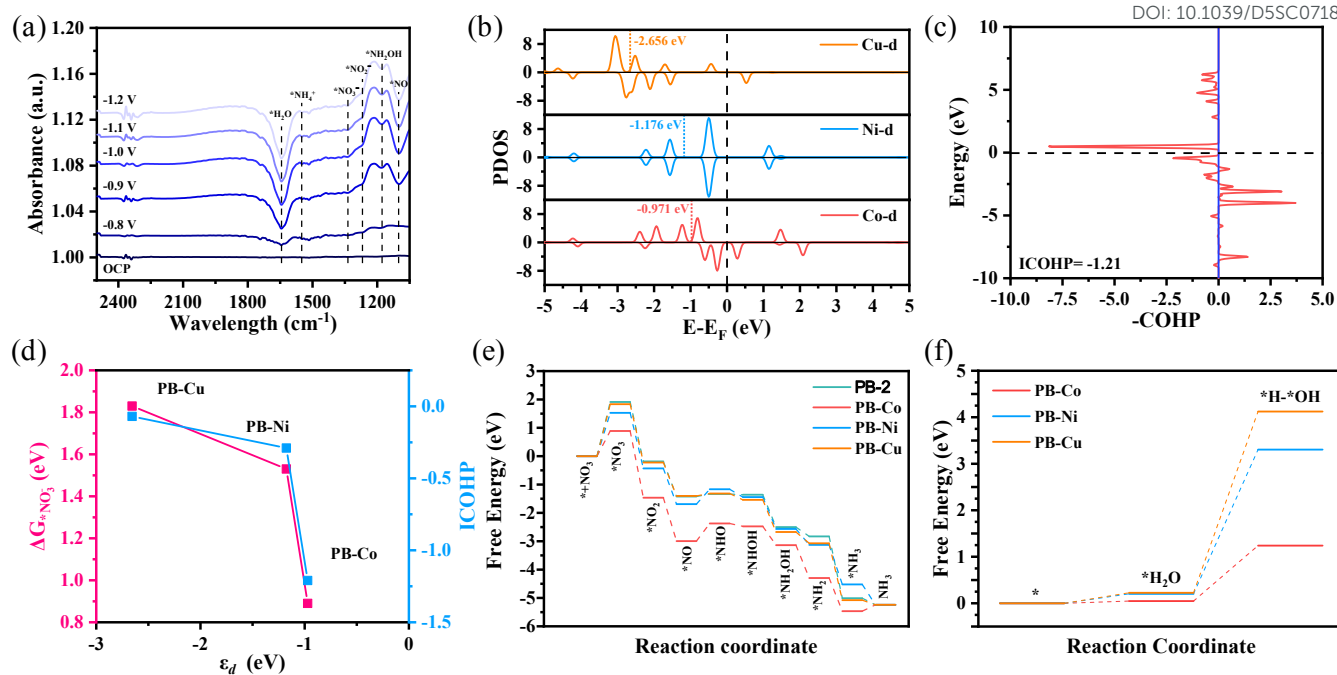 DOI: 10.1039/D5SC0718
(a)
1.20
1.16
1.12
1.08
1.04
1.00
Absorbance (a.u.)
-1.2 V
-1.1 V
-1.0 V
-0.9 V
-0.8 V
OCP
*H₂O
*NH₄⁺
*NO₃⁻
*NO₂⁻
*NH₂OH
*NO
2400 2100 1800 1500 1200
Wavelength (cm⁻¹)
(b)
8
0
-8
-2.656 eV
Cu-d
8
0
-8
-1.176 eV
Ni-d
8
0
-8
-0.971 eV
Co-d
PDOS
-5 -4 -3 -2 -1 0 1 2 3 4 5
E-E_F (eV)
(c)
10
5
0
-5
-10
Energy (eV)
ICOHP= -1.21
-10.0 -7.5 -5.0 -2.5 0.0 2.5 5.0
-COHP
(d)
2.0
1.8
1.6
1.4
1.2
1.0
0.8
ΔG*NO₃⁻ (eV)
PB-Cu
PB-Ni
PB-Co
0.0
-0.5
-1.0
-1.5
ICOHP
-3 -2 -1 0
ε_d (eV)
(e)
3
2
1
0
-1
-2
-3
-4
-5
-6
Free Energy (eV)
PB-2
PB-Co
PB-Ni
PB-Cu
*+NO₃
*NO₃
*NO₂
*NO
*NHO
*NHOH
*NH₂OH
*NH₂
*NH₃
NH₃
Reaction coordinate
(f)
5
4
3
2
1
0
Free Energy (eV)
PB-Co
PB-Ni
PB-Cu
*
*H₂O
*H-*OH
Reaction Coordinate